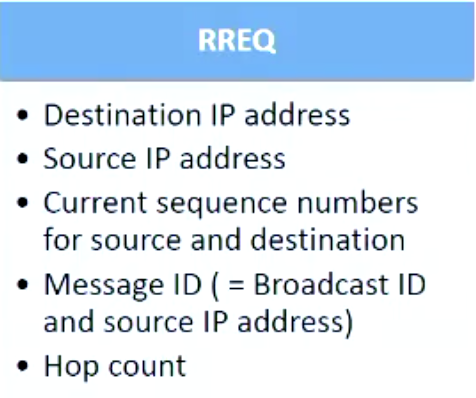 RREQ
• Destination IP address
• Source IP address
• Current sequence numbers
for source and destination
• Message ID ( = Broadcast ID
and source IP address)
• Hop count